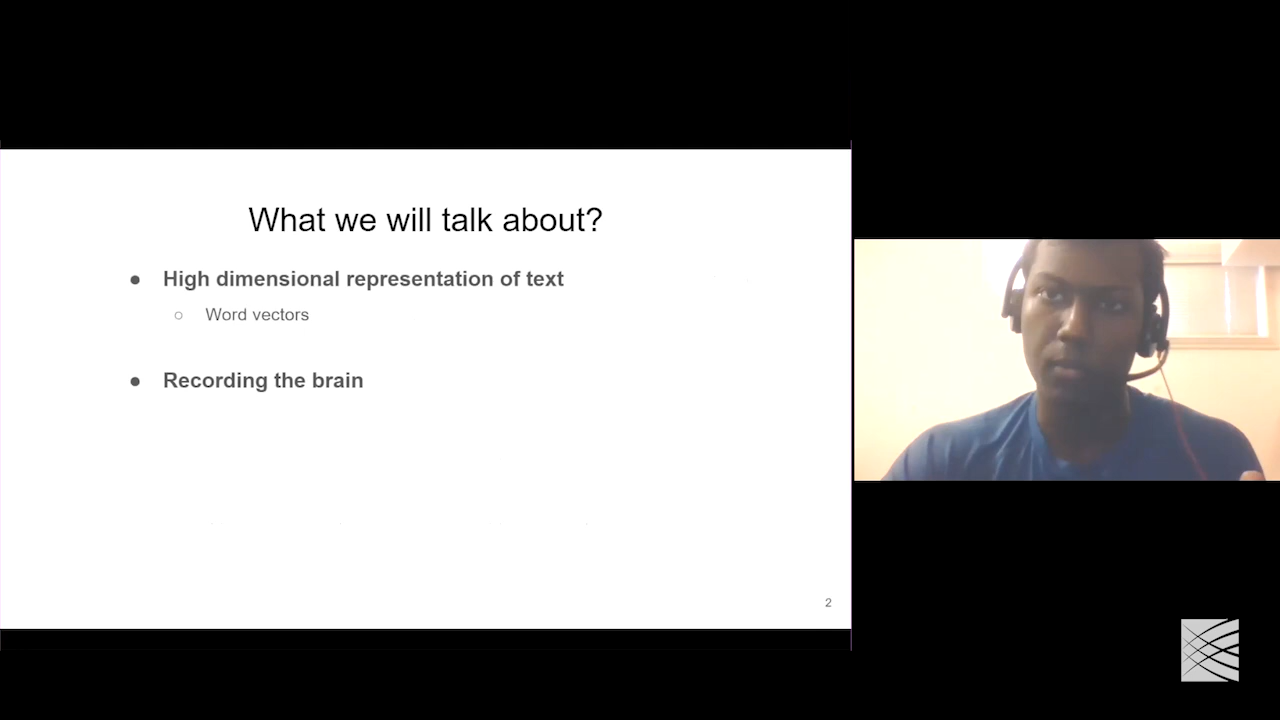 What we will talk about?
● High dimensional representation of text
○ Word vectors
● Recording the brain
2